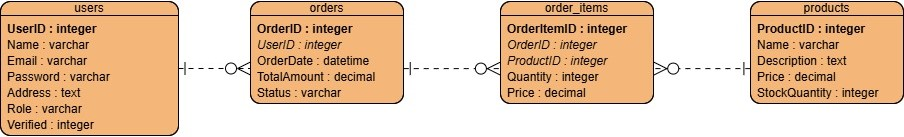 users
UserID : integer
Name : varchar
Email : varchar
Password : varchar
Address : text
Role : varchar
Verified : integer
orders
OrderID : integer
UserID : integer
OrderDate : datetime
TotalAmount : decimal
Status : varchar
order_items
OrderItemID : integer
OrderID : integer
ProductID : integer
Quantity : integer
Price : decimal
products
ProductID : integer
Name : varchar
Description : text
Price : decimal
StockQuantity : integer